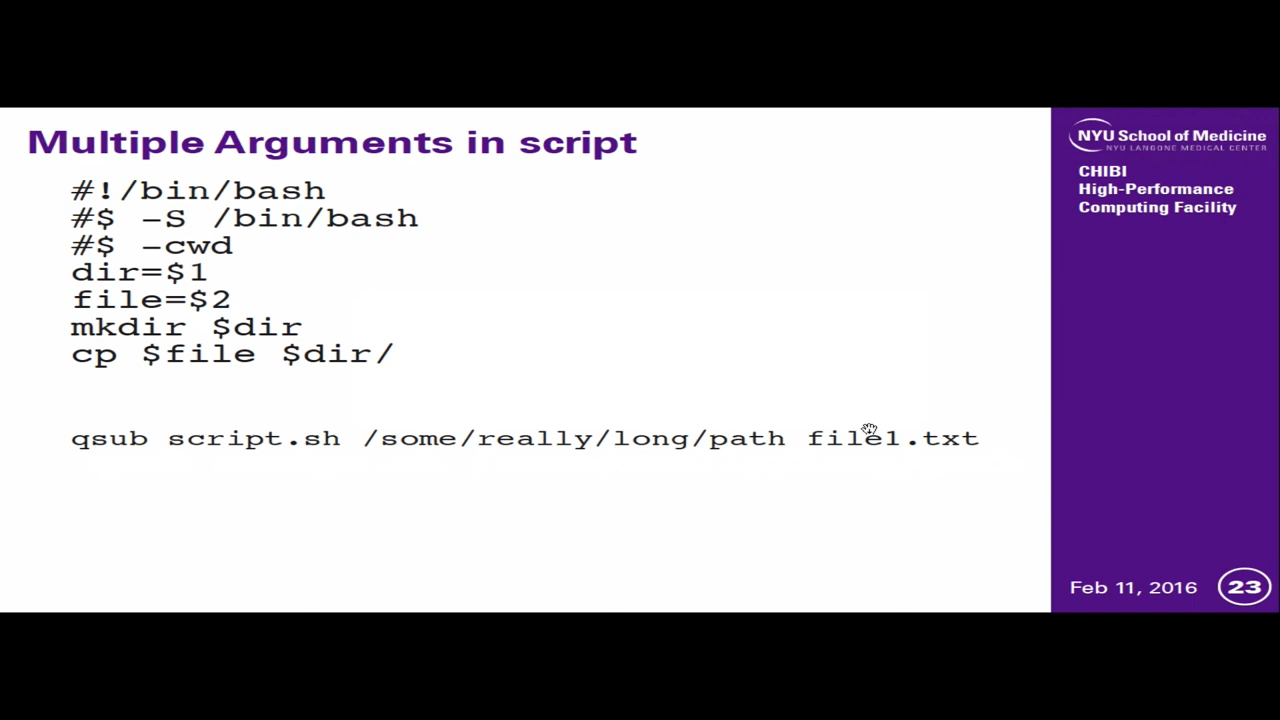 Multiple Arguments in script
#!/bin/bash
#$ -S /bin/bash
#$ -cwd
dir=$1
file=$2
mkdir $dir
cp $file $dir/
qsub script.sh /some/really/long/path file1.txt
NYU School of Medicine
NYU LANGONE MEDICAL CENTER
CHIBI
High-Performance
Computing Facility
Feb 11, 2016 23